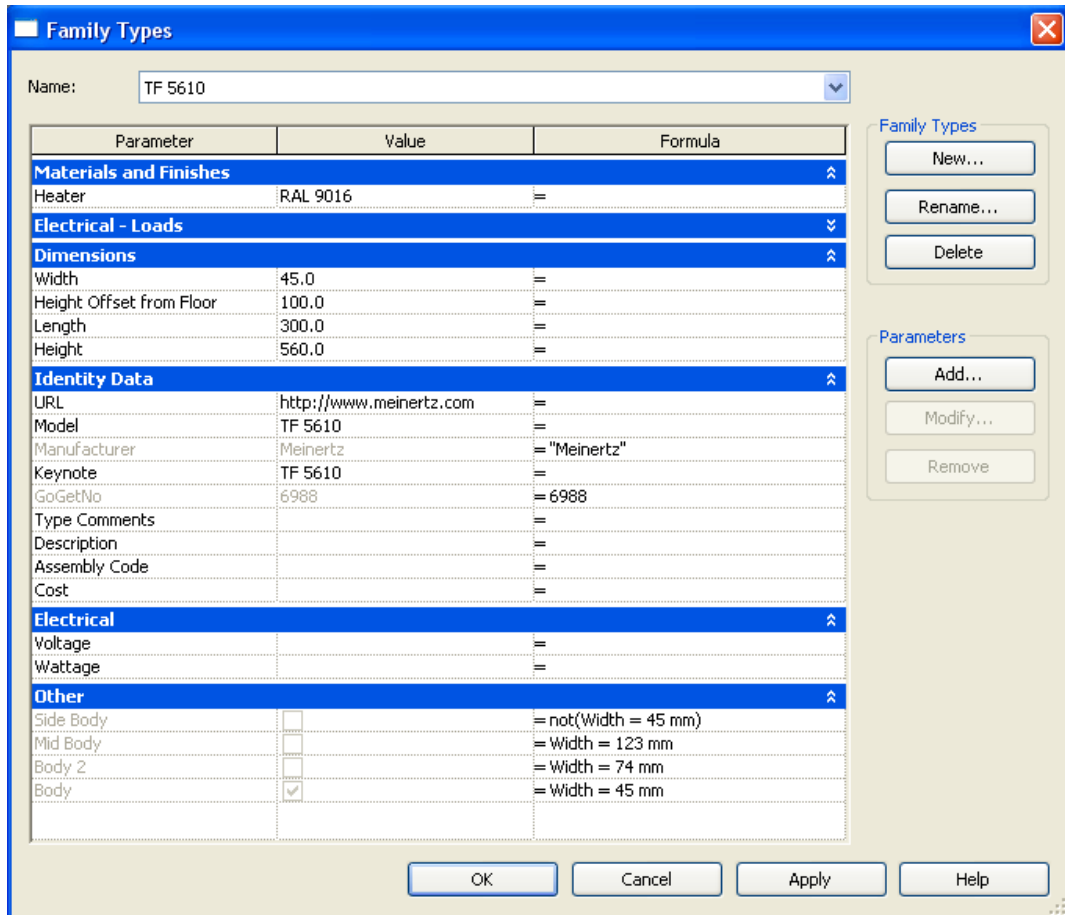 Family Types
Name: TF 5610
Parameter Value Formula
Materials and Finishes
Heater RAL 9016 =
Electrical - Loads
Dimensions
Width 45.0 =
Height Offset from Floor 100.0 =
Length 300.0 =
Height 560.0 =
Identity Data
URL http://www.meinertz.com =
Model TF 5610 =
Manufacturer Meinertz = "Meinertz"
Keynote TF 5610 =
GoGetNo 6988 = 6988
Type Comments =
Description =
Assembly Code =
Cost =
Electrical
Voltage =
Wattage =
Other
Side Body = not(Width = 45 mm)
Mid Body = Width = 123 mm
Body 2 = Width = 74 mm
Body = Width = 45 mm
Family Types
New...
Rename...
Delete
Parameters
Add...
Modify...
Remove
OK Cancel Apply Help